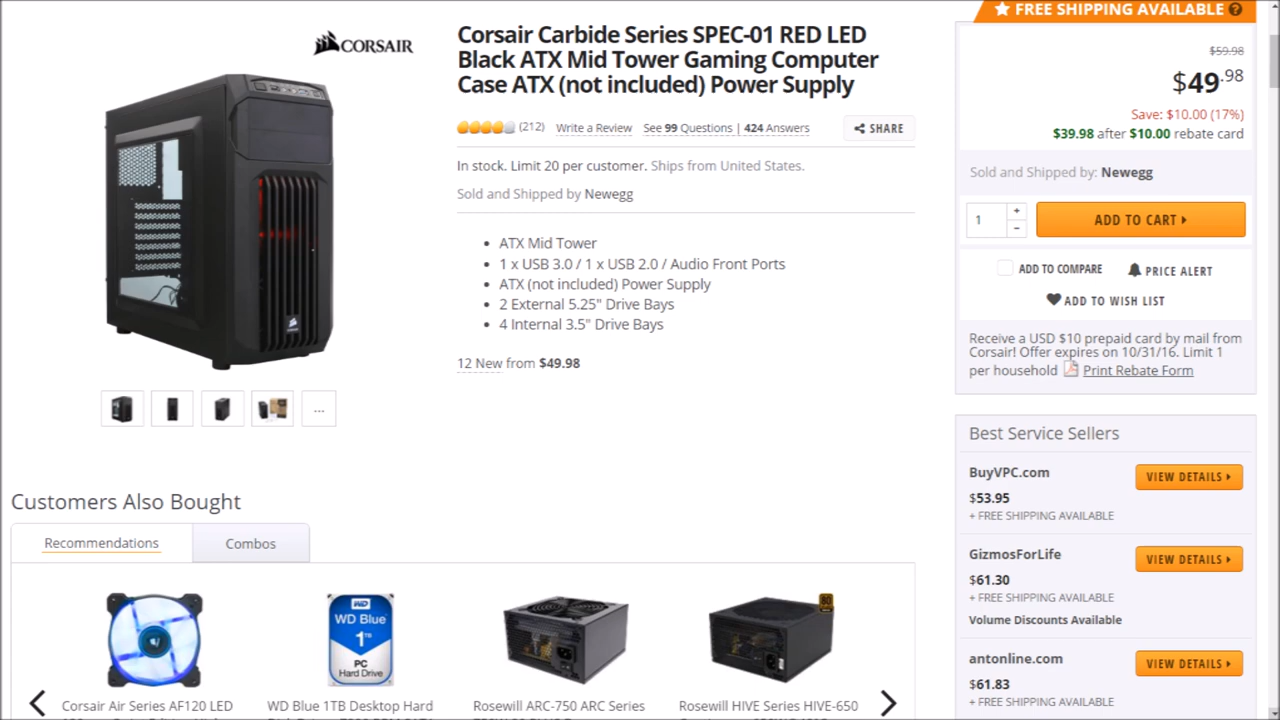 FREE SHIPPING AVAILABLE ?
CORSAIR
Corsair Carbide Series SPEC-01 RED LED
Black ATX Mid Tower Gaming Computer
Case ATX (not included) Power Supply
(212) Write a Review See 99 Questions | 424 Answers
SHARE
In stock. Limit 20 per customer. Ships from United States.
Sold and Shipped by Newegg
• ATX Mid Tower
• 1 x USB 3.0 / 1 x USB 2.0 / Audio Front Ports
• ATX (not included) Power Supply
• 2 External 5.25" Drive Bays
• 4 Internal 3.5" Drive Bays
12 New from $49.98
...
$59.98
$49.98
Save: $10.00 (17%)
$39.98 after $10.00 rebate card
Sold and Shipped by: Newegg
1
+
-
ADD TO CART
ADD TO COMPARE
PRICE ALERT
ADD TO WISH LIST
Receive a USD $10 prepaid card by mail from
Corsair! Offer expires on 10/31/16. Limit 1
per household Print Rebate Form
Best Service Sellers
BuyVPC.com
VIEW DETAILS
$53.95
+ FREE SHIPPING AVAILABLE
GizmosForLife
VIEW DETAILS
$61.30
+ FREE SHIPPING AVAILABLE
Volume Discounts Available
antonline.com
VIEW DETAILS
$61.83
+ FREE SHIPPING AVAILABLE
Customers Also Bought
Recommendations
Combos
WD
WD Blue
1TB
PC
Hard Drive
Corsair Air Series AF120 LED
WD Blue 1TB Desktop Hard
Rosewill ARC-750 ARC Series
Rosewill HIVE Series HIVE-650